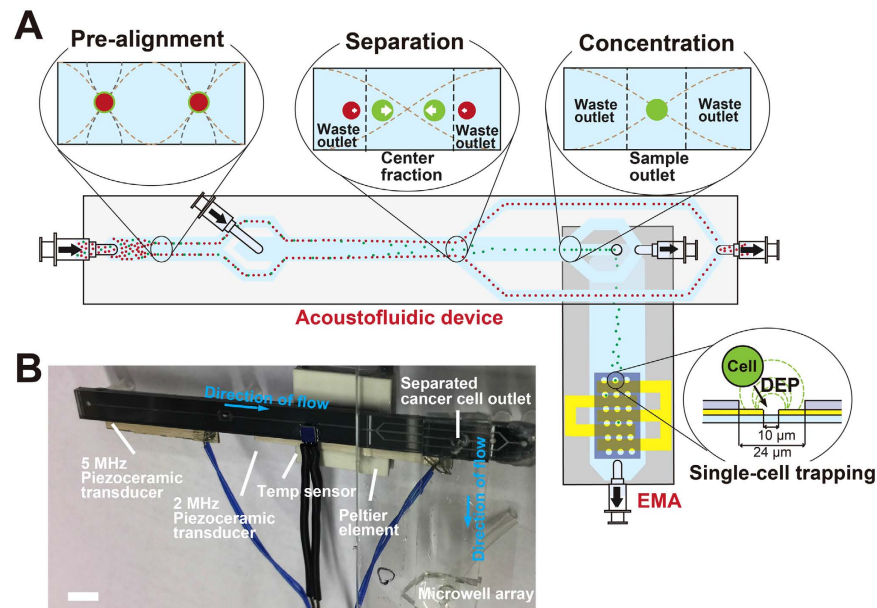 A
Pre-alignment
Separation
Concentration
Waste
outlet
Waste
outlet
Center
fraction
Waste
outlet
Waste
outlet
Sample
outlet
Acoustofluidic device
Cell
DEP
10 µm
24 µm
Single-cell trapping
EMA
B
Direction of flow
Separated
cancer cell outlet
5 MHz
Piezoceramic
transducer
2 MHz
Piezoceramic
transducer
Temp sensor
Peltier
element
Direction of flow
Microwell array